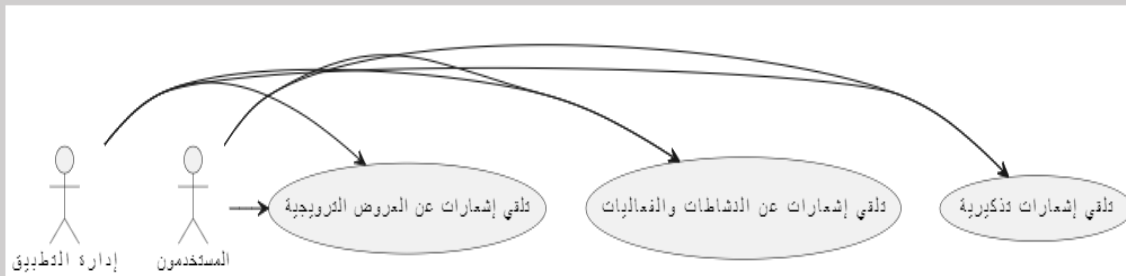 تلقي إشعارات عن العروض الترويجية
تلقي إشعارات عن النشاطات والفعاليات
تلقي إشعارات تذكيرية
إدارة التطبيق
المستخدمون